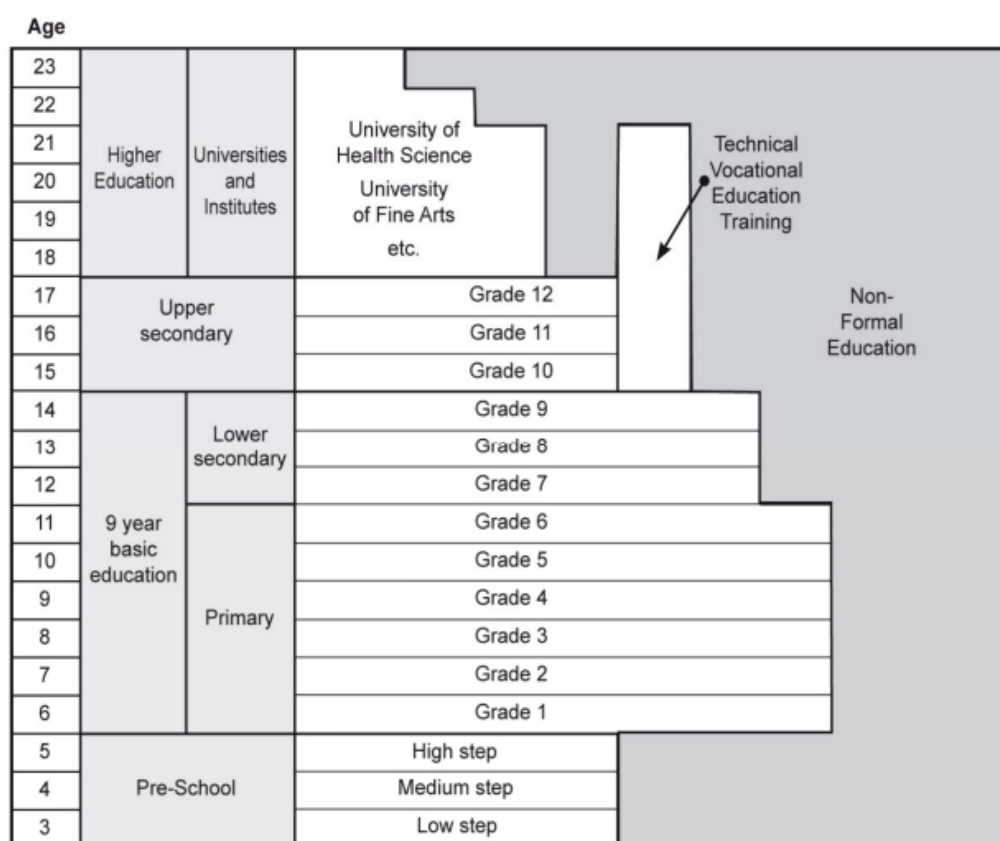 Age
23
22
21
20
19
18
17
16
15
14
13
12
11
10
9
8
7
6
5
4
3
Higher
Education
Universities
and
Institutes
University of
Health Science
University
of Fine Arts
etc.
Technical
Vocational
Education
Training
Non-
Formal
Education
Upper
secondary
Grade 12
Grade 11
Grade 10
9 year
basic
education
Lower
secondary
Grade 9
Grade 8
Grade 7
Primary
Grade 6
Grade 5
Grade 4
Grade 3
Grade 2
Grade 1
Pre-School
High step
Medium step
Low step